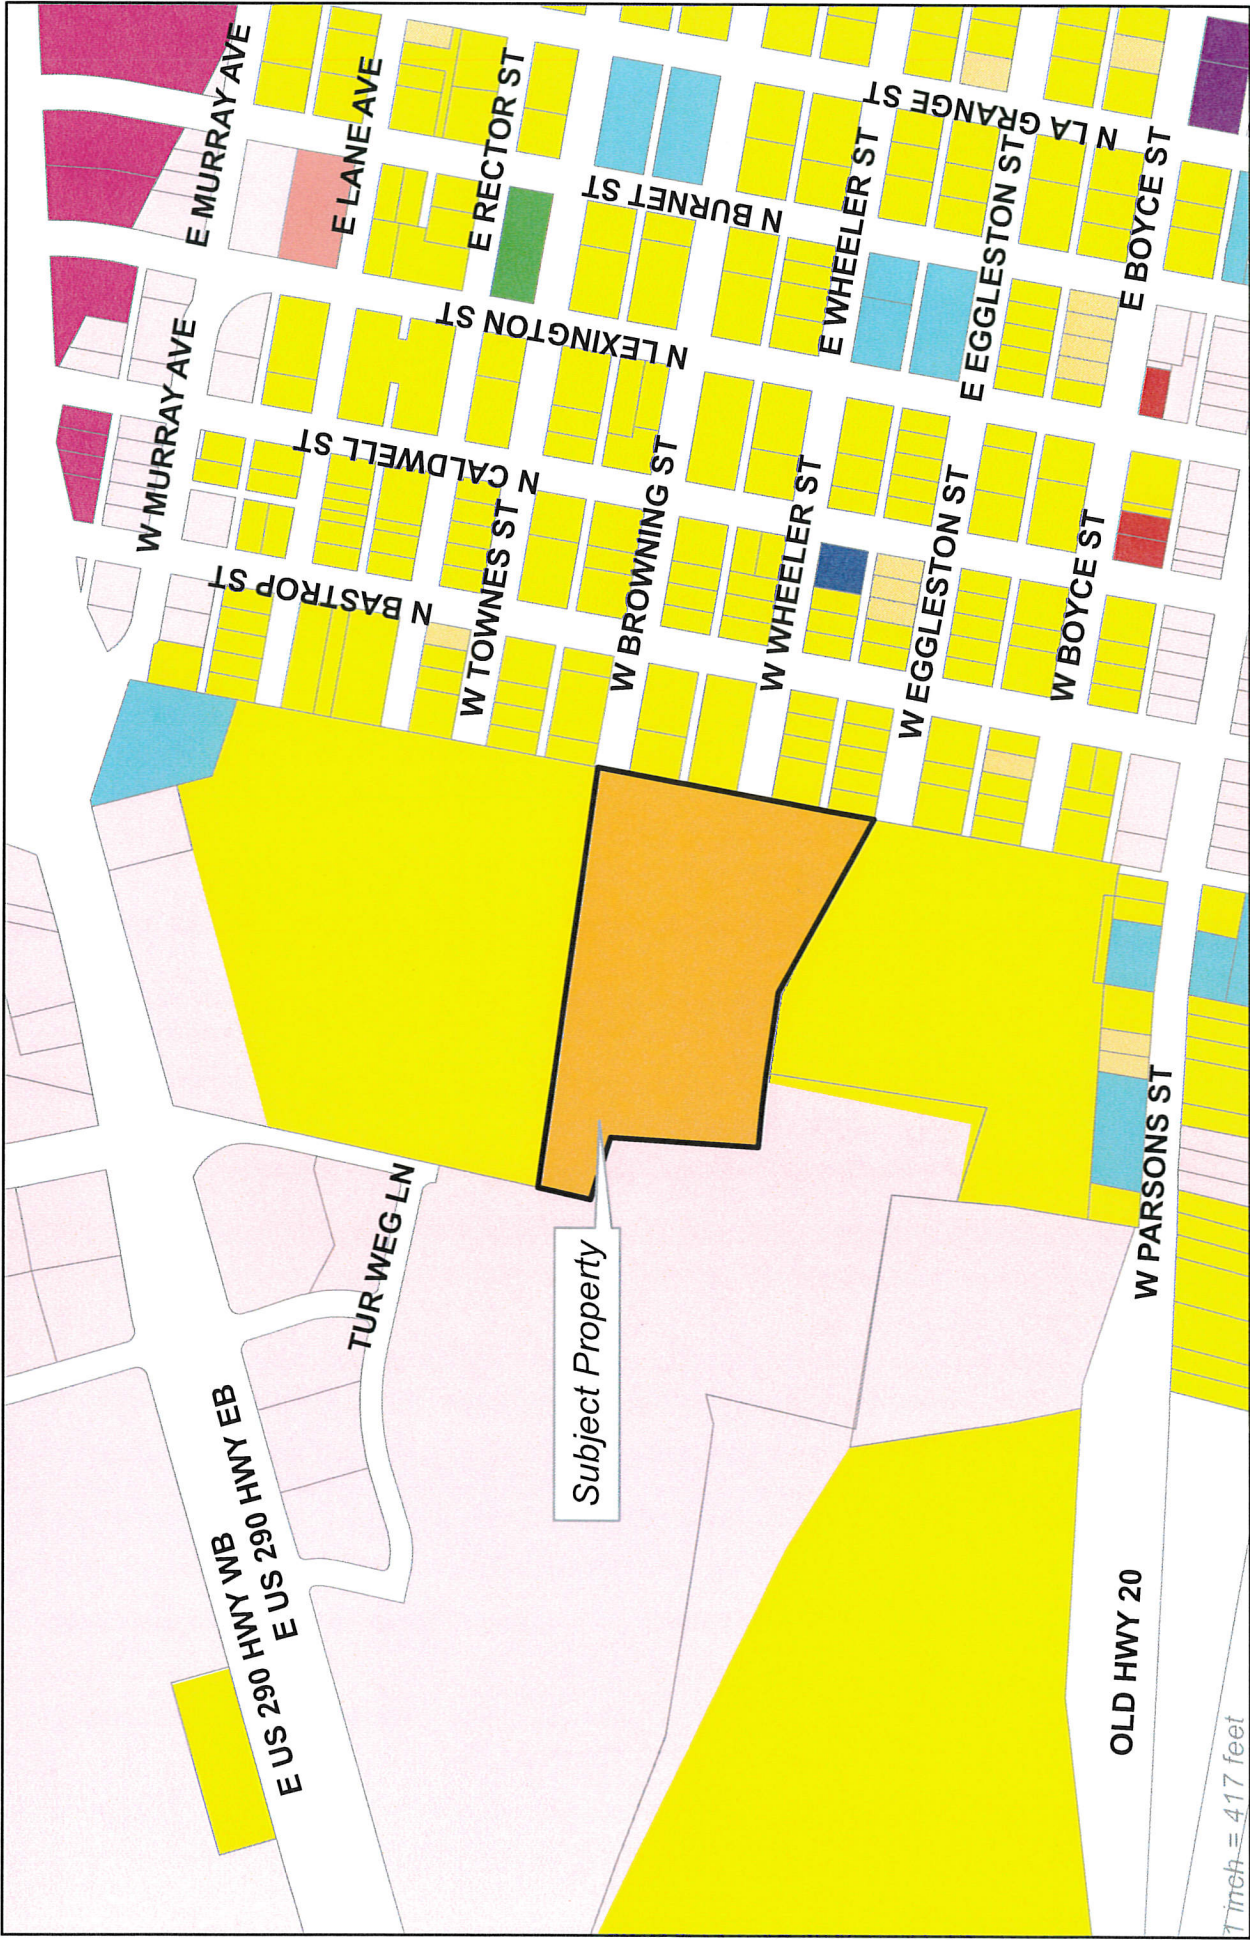 E MURRAY AVE
E LANE AVE
E RECTOR ST
N LA GRANGE ST
N BURNET ST
E WHEELER ST
E EGGLESTON ST
E BOYCE ST
N LEXINGTON ST
W MURRAY AVE
N CALDWELL ST
N BASTROP ST
W TOWNES ST
W BROWNING ST
W WHEELER ST
W EGGLESTON ST
W BOYCE ST
W PARSONS ST
TUR WEG LN
Subject Property
E US 290 HWY EB
E US 290 HWY WB
OLD HWY 20
1 inch = 417 feet